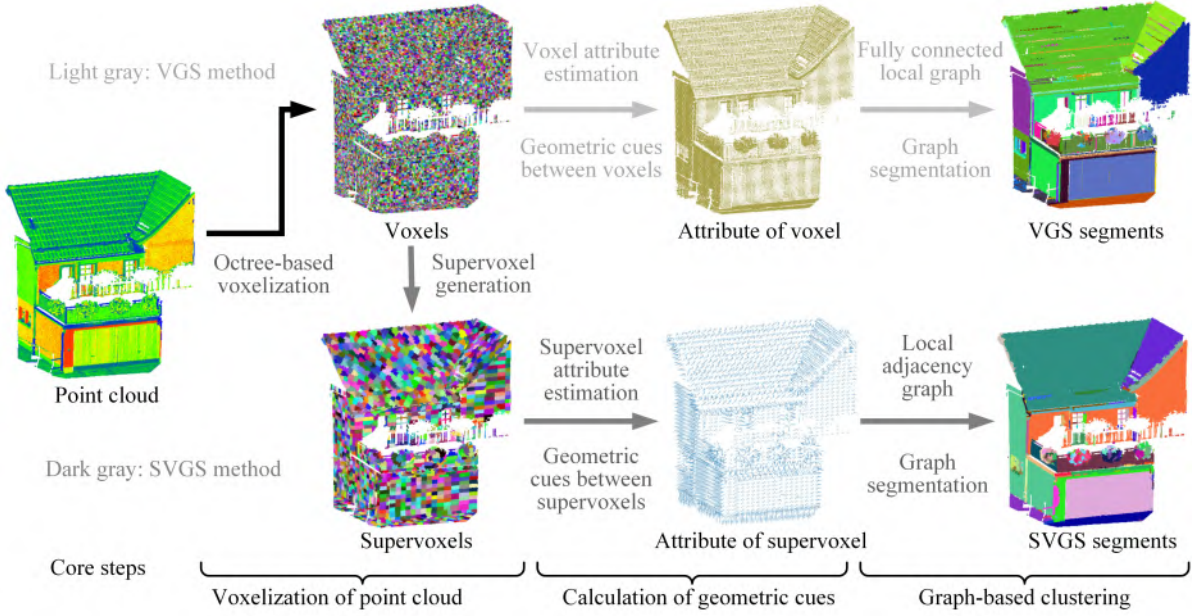 Light gray: VGS method
Voxel attribute
estimation
Geometric cues
between voxels
Fully connected
local graph
Graph
segmentation
Voxels
Attribute of voxel
VGS segments
Octree-based
voxelization
Supervoxel
generation
Point cloud
Supervoxel
attribute
estimation
Geometric
cues between
supervoxels
Local
adjacency
graph
Graph
segmentation
Dark gray: SVGS method
Supervoxels
Attribute of supervoxel
SVGS segments
Core steps
Voxelization of point cloud
Calculation of geometric cues
Graph-based clustering